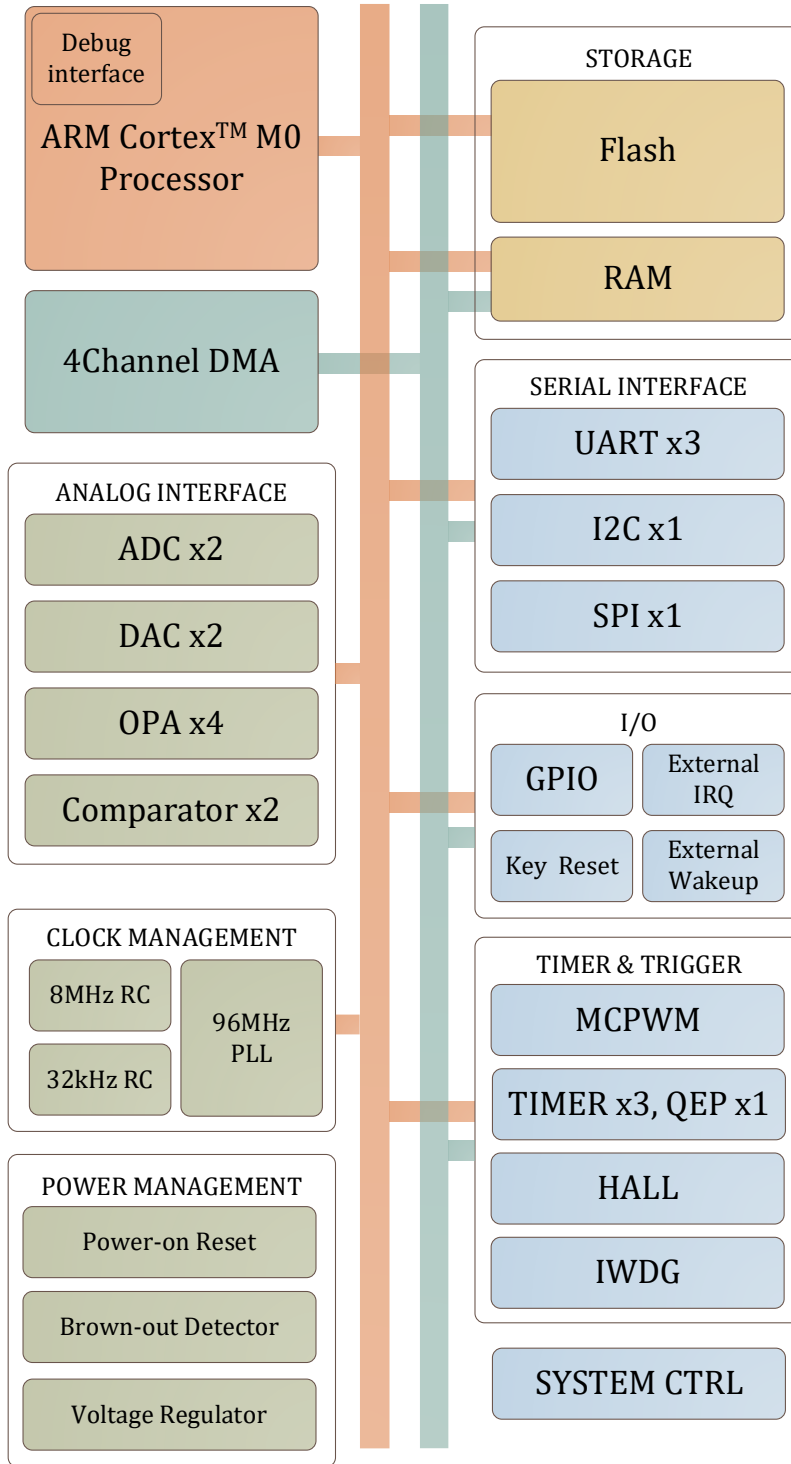 Debug
interface
ARM Cortex™ M0
Processor
4Channel DMA
ANALOG INTERFACE
ADC x2
DAC x2
OPA x4
Comparator x2
CLOCK MANAGEMENT
8MHz RC
32kHz RC
96MHz
PLL
POWER MANAGEMENT
Power-on Reset
Brown-out Detector
Voltage Regulator
STORAGE
Flash
RAM
SERIAL INTERFACE
UART x3
I2C x1
SPI x1
I/O
GPIO
External
IRQ
Key Reset
External
Wakeup
TIMER & TRIGGER
MCPWM
TIMER x3, QEP x1
HALL
IWDG
SYSTEM CTRL